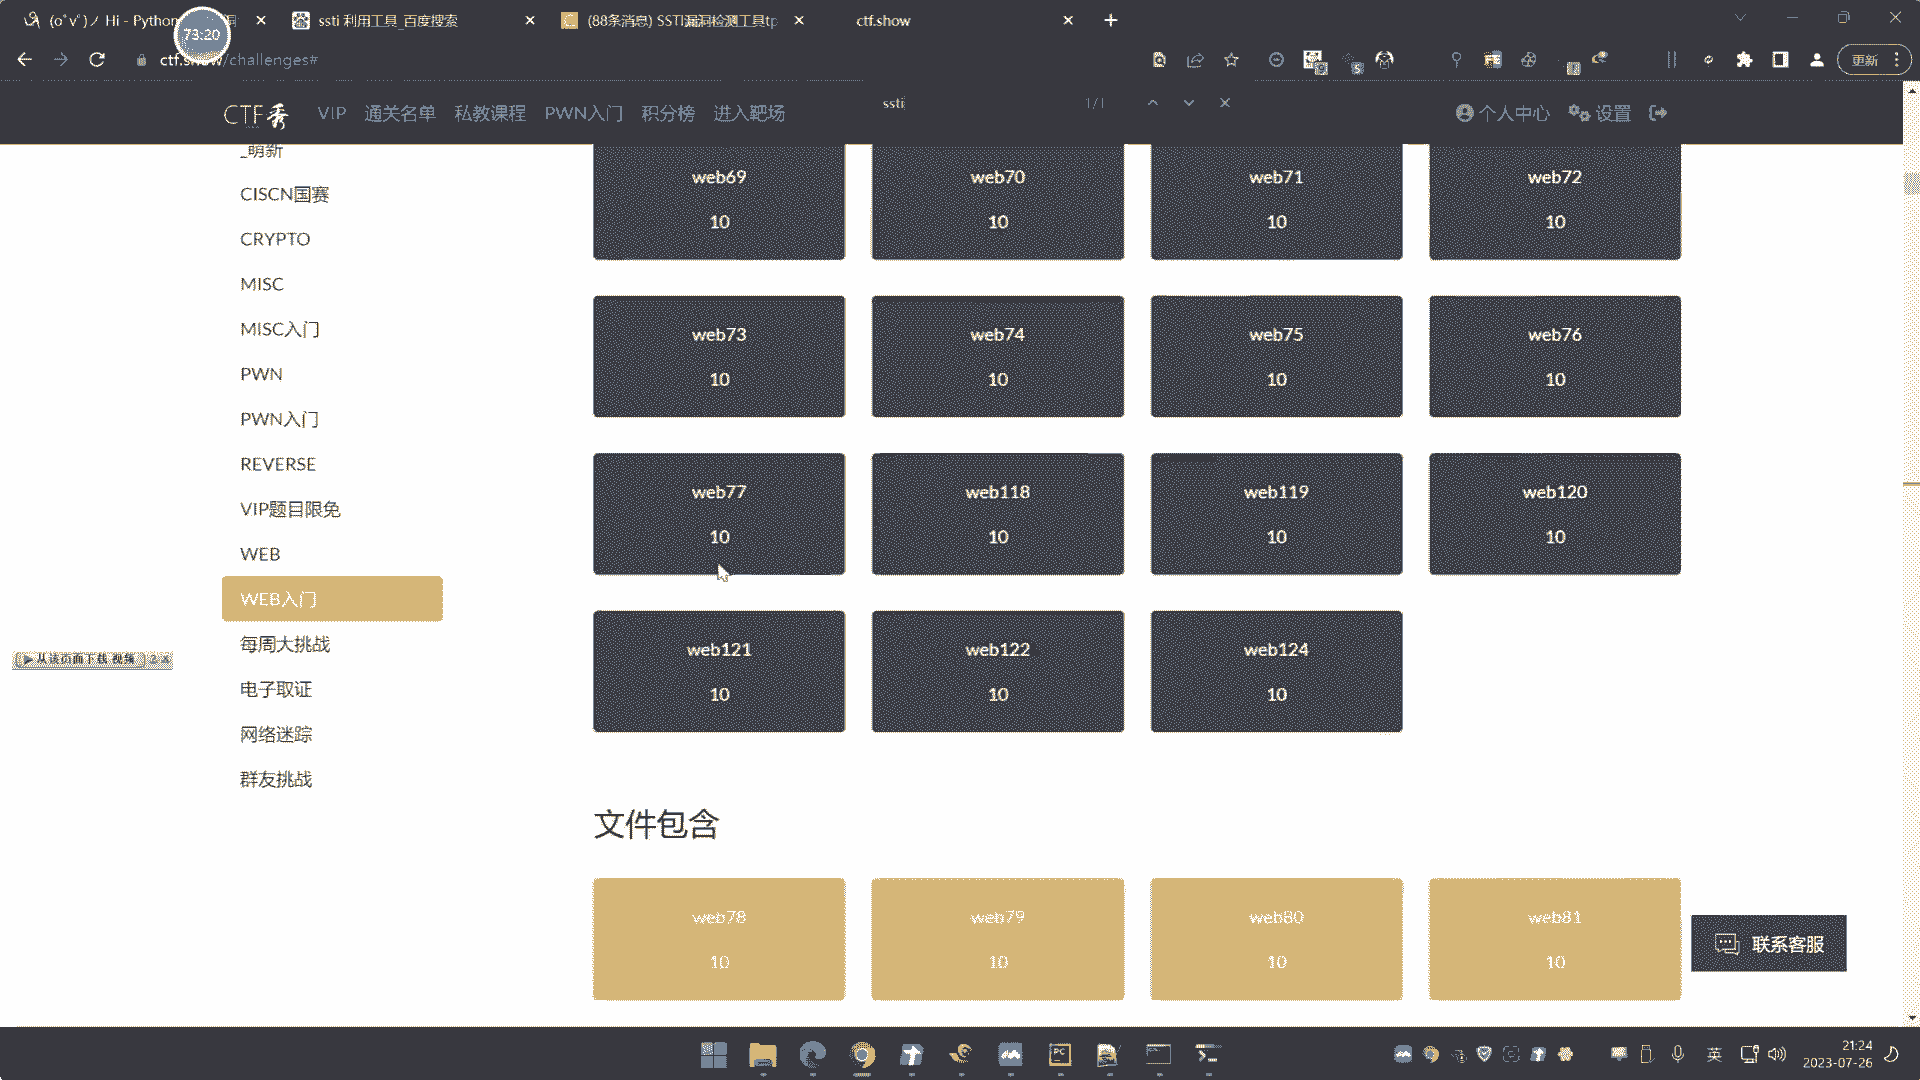 (oﾟvﾟ)ノ Hi - Python
ssti 利用工具_百度搜索
(88条消息) SSTI漏洞检测工具tp
ctf.show
73:20
ctf.show/challenges#
更新
CTF秀
VIP
通关名单
私教课程
PWN入门
积分榜
进入靶场
ssti
1/1
个人中心
设置
_萌新
CISCN国赛
CRYPTO
MISC
MISC入门
PWN
PWN入门
REVERSE
VIP题目限免
WEB
WEB入门
每周大挑战
电子取证
网络迷踪
群友挑战
从该页面下载 视频
web69
10
web70
10
web71
10
web72
10
web73
10
web74
10
web75
10
web76
10
web77
10
web118
10
web119
10
web120
10
web121
10
web122
10
web124
10
文件包含
web78
10
web79
10
web80
10
web81
10
联系客服
英
21:24
2023-07-26